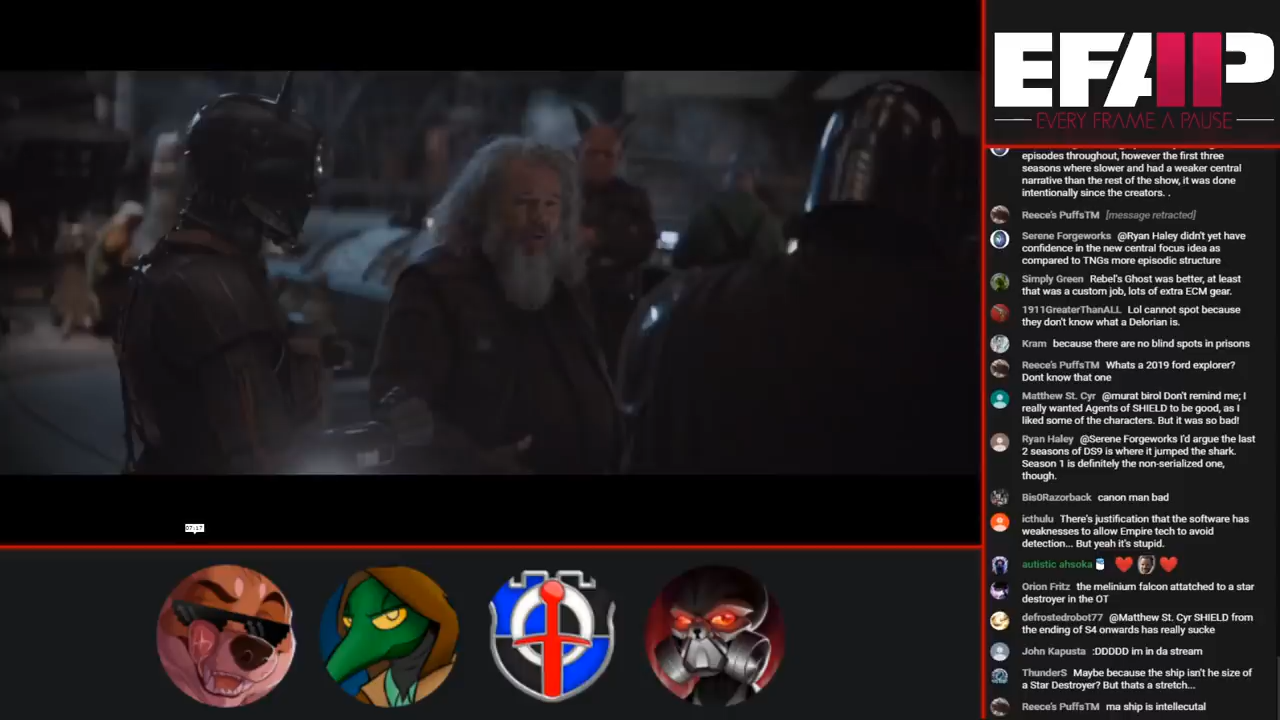 EFAP
EVERY FRAME A PAUSE
episodes throughout, however the first three
seasons where slower and had a weaker central
narrative than the rest of the show, it was done
intentionally since the creators. .
Reece's PuffsTM [message retracted]
Serene Forgeworks @Ryan Haley didn't yet have
confidence in the new central focus idea as
compared to TNGs more episodic structure
Simply Green Rebel's Ghost was better, at least
that was a custom job, lots of extra ECM gear.
1911GreaterThanALL Lol cannot spot because
they don't know what a Delorian is.
Kram because there are no blind spots in prisons
Reece's PuffsTM Whats a 2019 ford explorer?
Dont know that one
Matthew St. Cyr @murat birol Don't remind me; I
really wanted Agents of SHIELD to be good, as I
liked some of the characters. But it was so bad!
Ryan Haley @Serene Forgeworks I'd argue the last
2 seasons of DS9 is where it jumped the shark.
Season 1 is definitely the non-serialized one,
though.
Bis0Razorback canon man bad
icthulu There's justification that the software has
weaknesses to allow Empire tech to avoid
detection... But yeah it's stupid.
autistic ahsoka
Orion Fritz the melinium falcon attatched to a star
destroyer in the OT
defrostedrobot77 @Matthew St. Cyr SHIELD from
the ending of S4 onwards has really sucke
John Kapusta :DDDDD im in da stream
ThunderS Maybe because the ship isn't he size of
a Star Destroyer? But thats a stretch...
Reece's PuffsTM ma ship is intellecutal
07:17